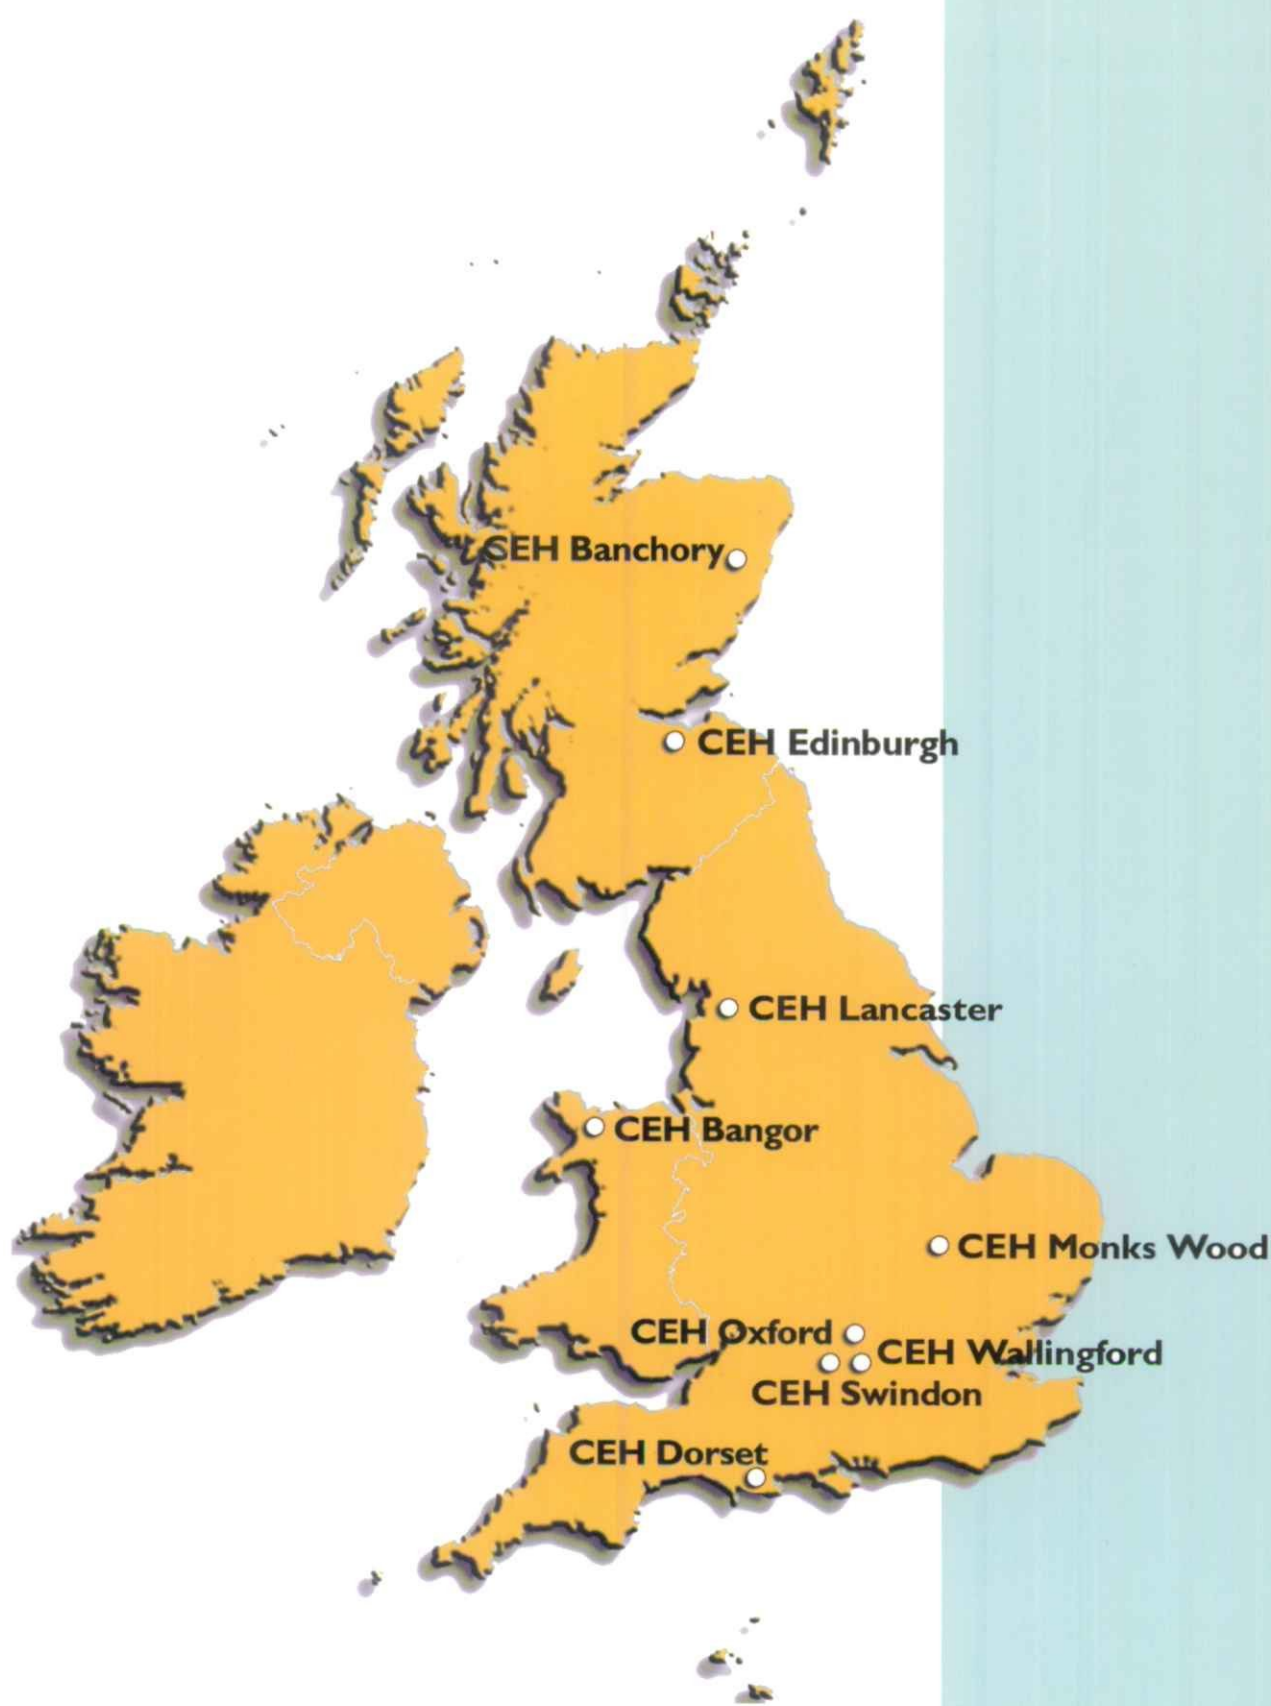 CEH Banchory
CEH Edinburgh
CEH Lancaster
CEH Bangor
CEH Monks Wood
CEH Oxford
CEH Wallingford
CEH Swindon
CEH Dorset